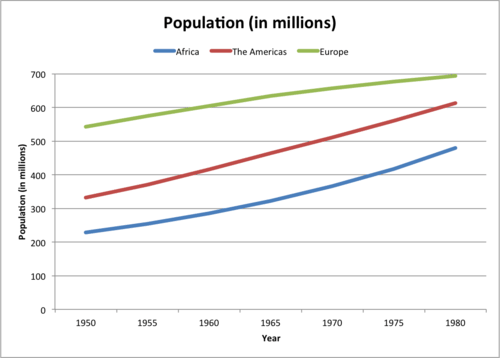 Population (in millions)
Africa The Americas Europe
700
600
500
400
300
200
100
0
Population (in millions)
1950 1955 1960 1965 1970 1975 1980
Year